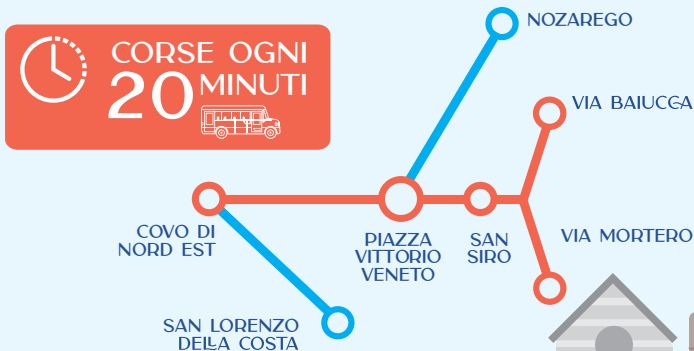 CORSE OGNI
20 MINUTI
NOZAREGO
VIA BAIUCCA
COVO DI
NORD EST
PIAZZA
VITTORIO
VENETO
SAN
SIRO
VIA MORTERO
SAN LORENZO
DELLA COSTA